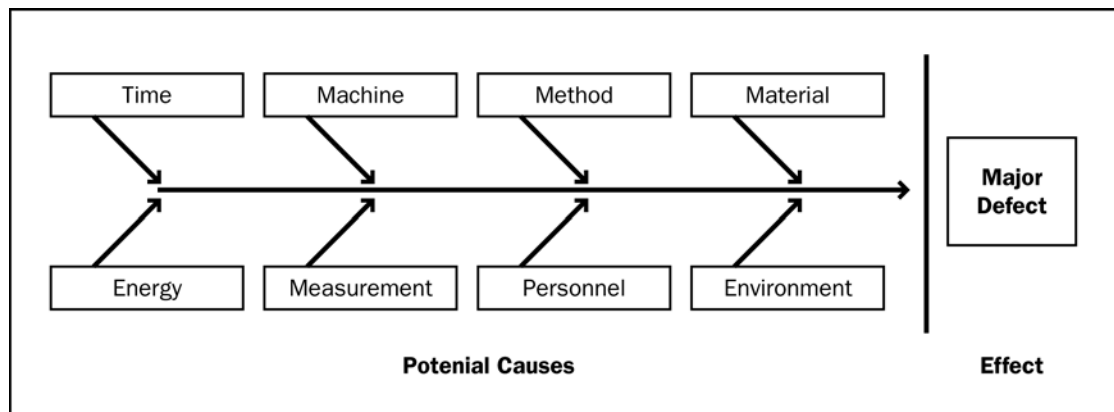 Time
Machine
Method
Material
Major
Defect
Energy
Measurement
Personnel
Environment
Potenial Causes
Effect